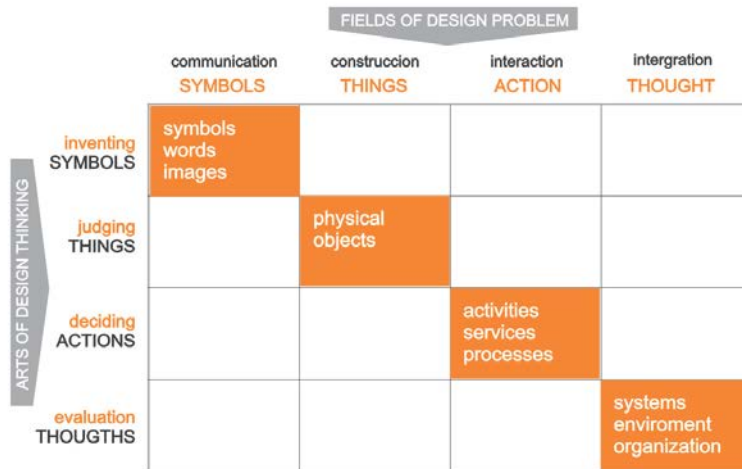 FIELDS OF DESIGN PROBLEM
communication construccion interaction intergration
SYMBOLS THINGS ACTION THOUGHT
ARTS OF DESIGN THINKING
inventing
SYMBOLS
symbols
words
images
judging
THINGS
physical
objects
deciding
ACTIONS
activities
services
processes
evaluation
THOUGTHS
systems
enviroment
organization